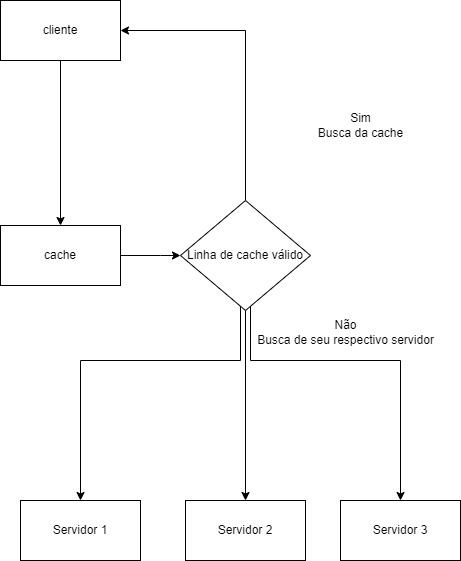 cliente
Sim
Busca da cache
cache
Linha de cache válido
Não
Busca de seu respectivo servidor
Servidor 1
Servidor 2
Servidor 3